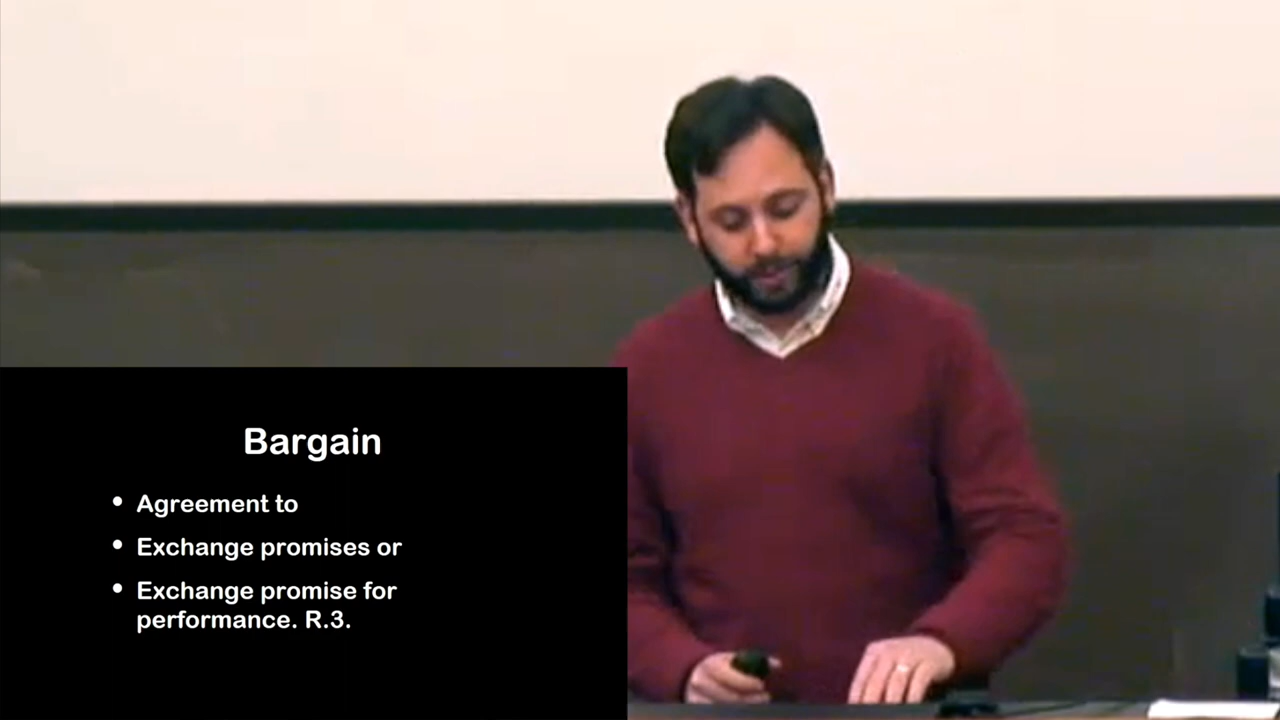 Bargain
• Agreement to
• Exchange promises or
• Exchange promise for
performance. R.3.